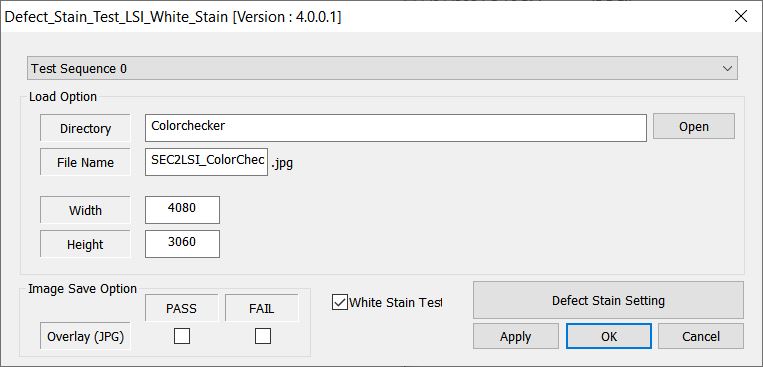 Defect_Stain_Test_LSI_White_Stain [Version : 4.0.0.1]
Test Sequence 0
Load Option
Directory
Colorchecker
Open
File Name
SEC2LSI_ColorChec
.jpg
Width
4080
Height
3060
Image Save Option
PASS
FAIL
Overlay (JPG)
White Stain Test
Defect Stain Setting
Apply
OK
Cancel